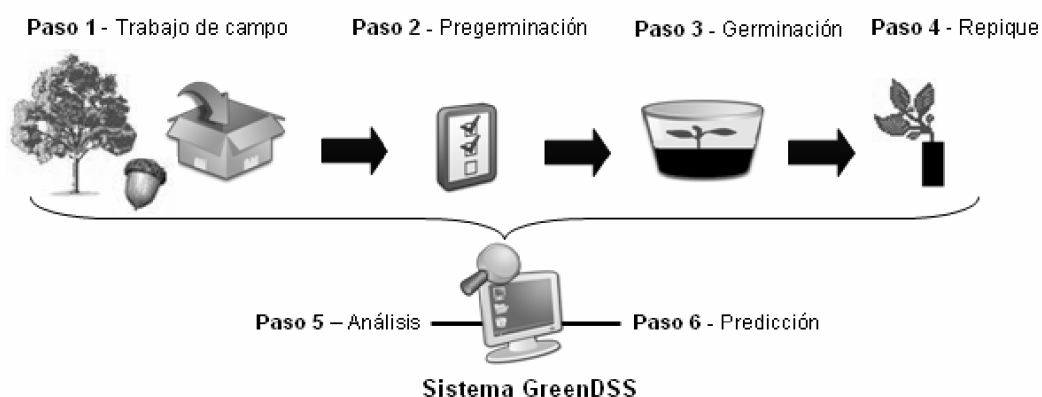 Paso 1 - Trabajo de campo
Paso 2 - Pregerminación
Paso 3 - Germinación
Paso 4 - Repique
Paso 5 – Análisis
Paso 6 - Predicción
Sistema GreenDSS